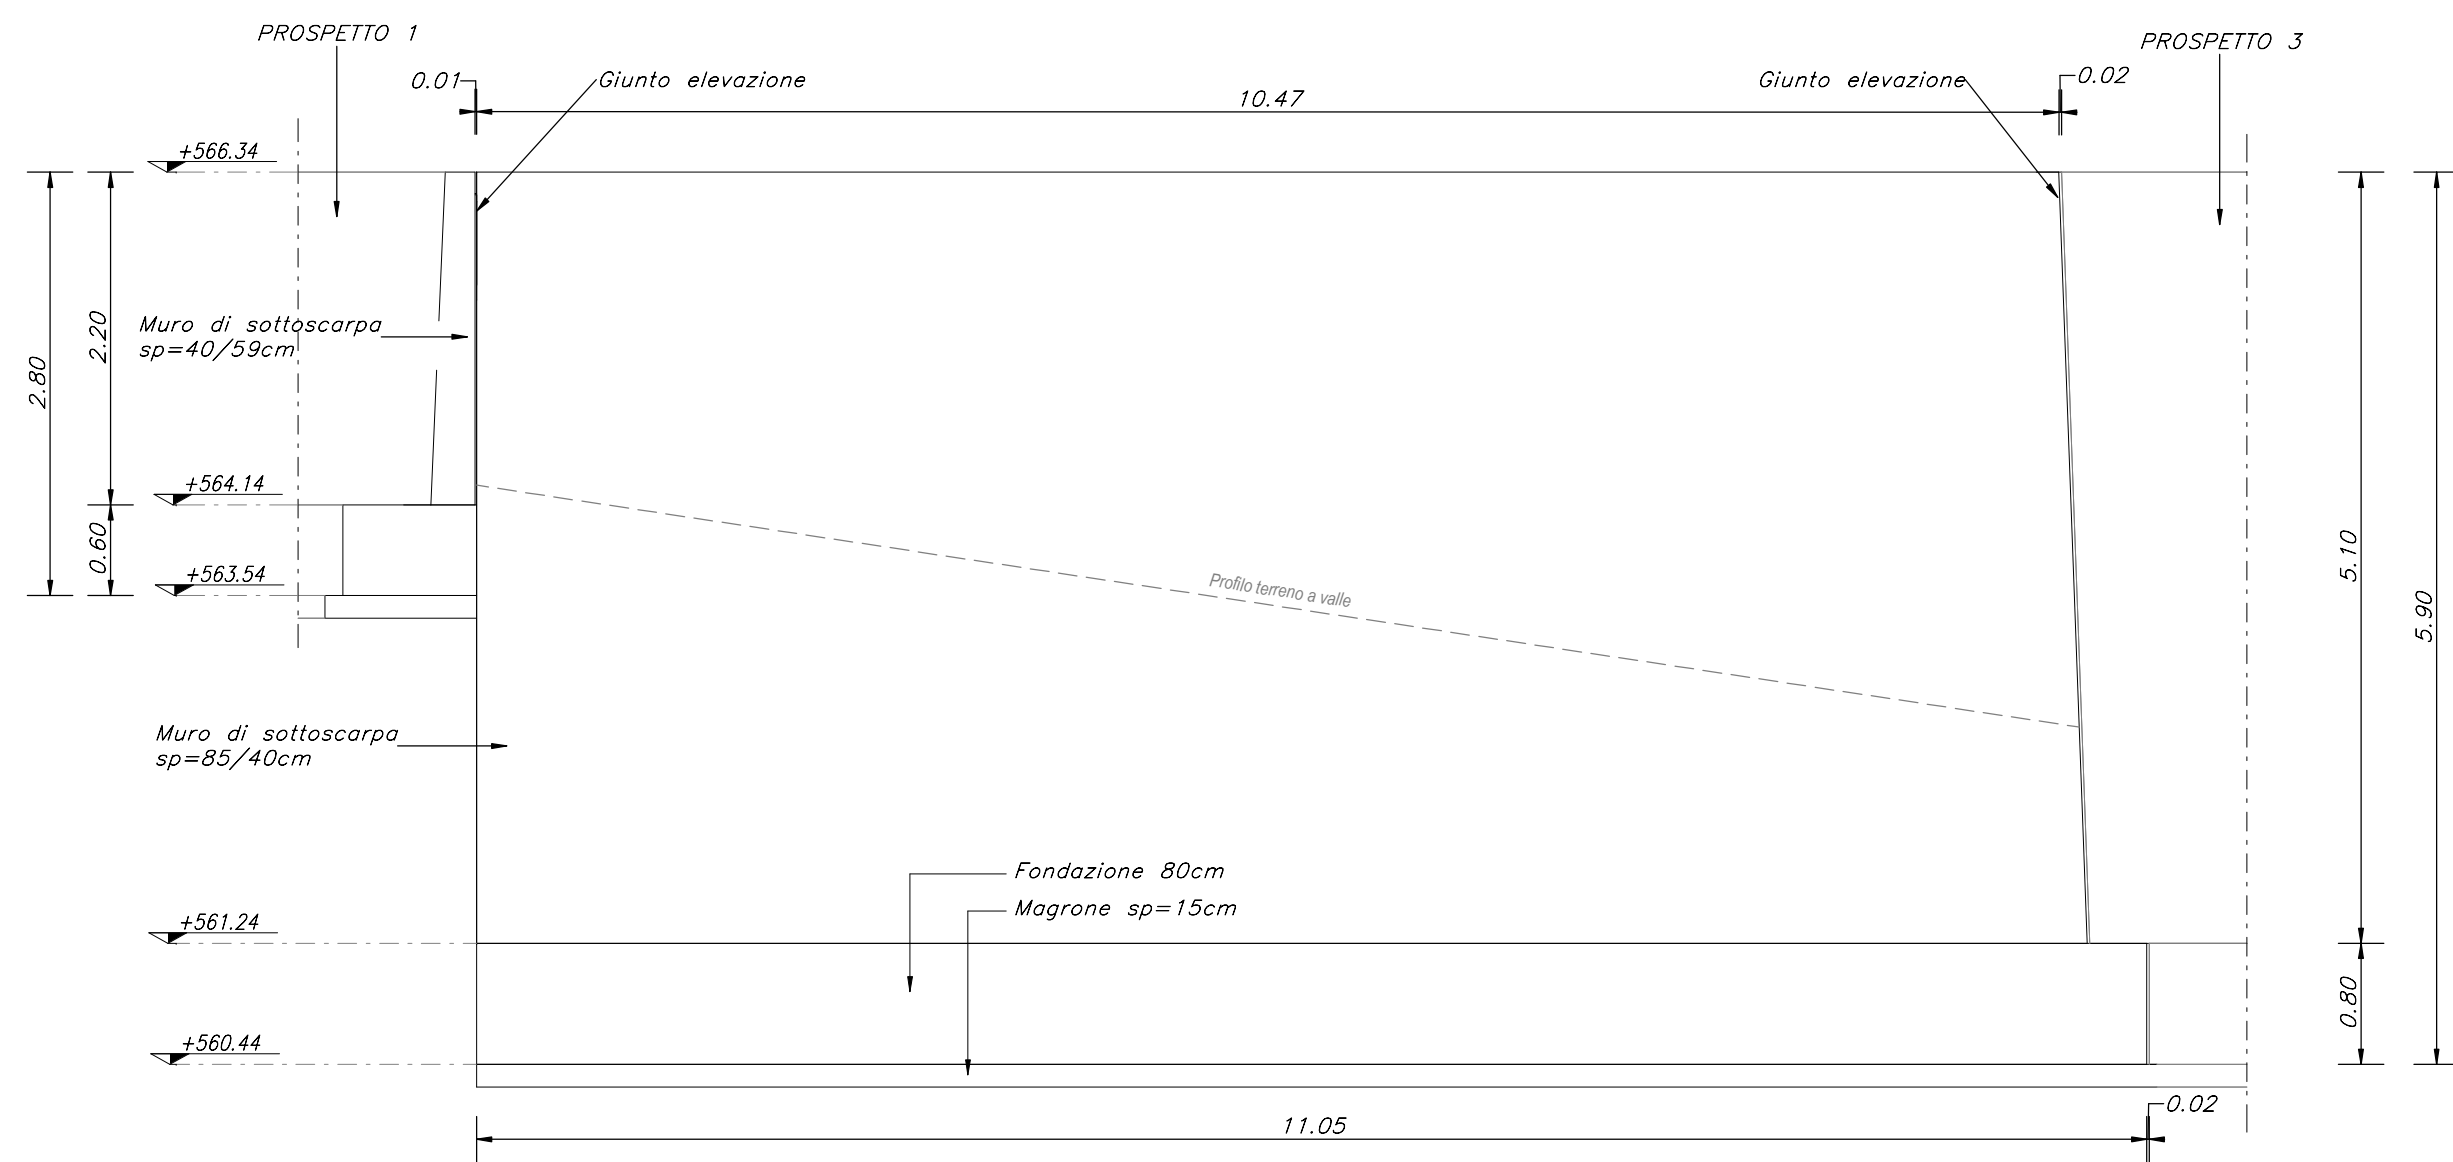 PROSPETTO 1
PROSPETTO 3
0.01
Giunto elevazione
Giunto elevazione
0.02
10.47
+566.34
Muro di sottoscarpa
sp=40/59cm
2.20
2.80
+564.14
0.60
+563.54
Profilo terreno a valle
5.10
5.90
Muro di sottoscarpa
sp=85/40cm
Fondazione 80cm
Magrone sp=15cm
+561.24
0.80
+560.44
0.02
11.05